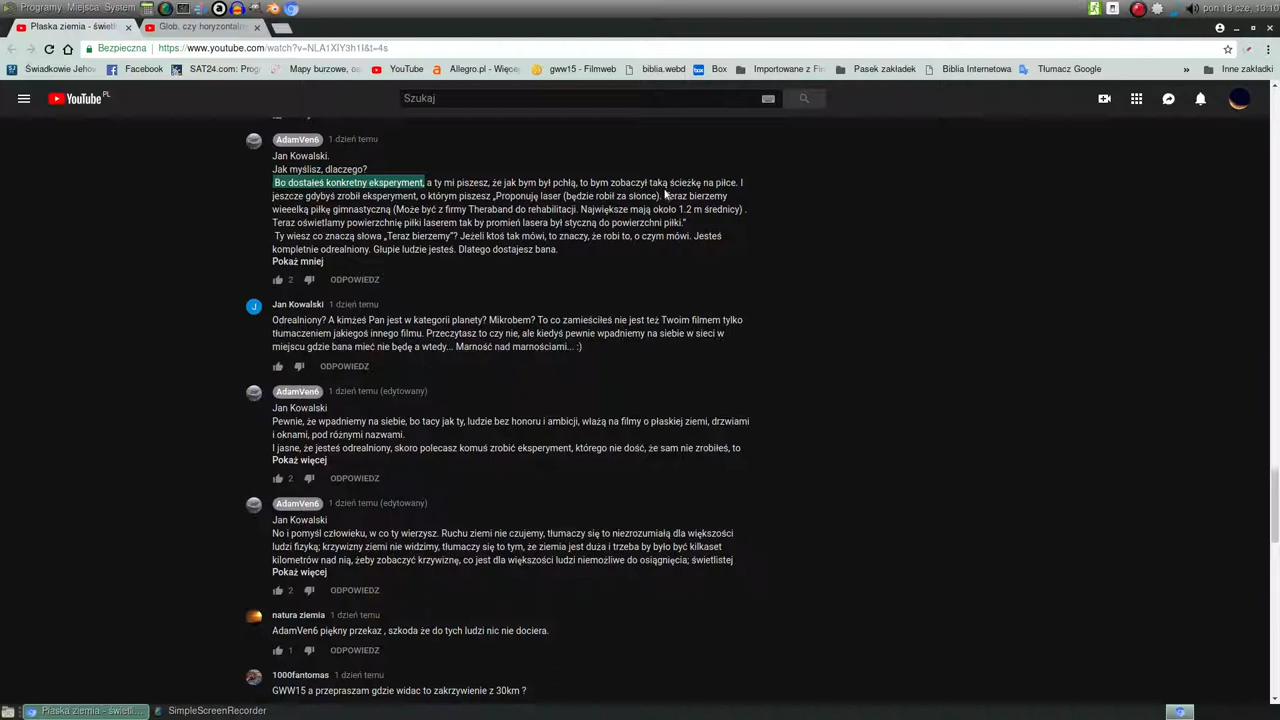 Programy Miejsca System
pon 18 cze, 13:10
Płaska ziemia - świetli
Glob, czy horyzontaln
Bezpieczna
https://www.youtube.com/watch?v=NLA1XIY3h1I&t=4s
Świadkowie Jehow
Facebook
SAT24.com: Prog
Mapy burzowe, os
YouTube
Allegro.pl - Więcej
gww15 - Filmweb
biblia.webd
Box
Importowane z Fir
Pasek zakładek
Biblia Internetowa
Tłumacz Google
»
Inne zakładki
YouTube PL
Szukaj
AdamVen6 1 dzień temu
Jan Kowalski.
Jak myślisz, dlaczego?
Bo dostałeś konkretny eksperyment, a ty mi piszesz, że jak bym był pchłą, to bym zobaczył taką ścieżkę na piłce. I
jeszcze gdybyś zrobił eksperyment, o którym piszesz „Proponuję laser (będzie robił za słonce). Teraz bierzemy
wieeelką piłkę gimnastyczną (Może być z firmy Theraband do rehabilitacji. Największe mają około 1.2 m średnicy) .
Teraz oświetlamy powierzchnię piłki laserem tak by promień lasera był styczną do powierzchni piłki.”
Ty wiesz co znaczą słowa „Teraz bierzemy”? Jeżeli ktoś tak mówi, to znaczy, że robi to, o czym mówi. Jesteś
kompletnie odrealniony. Głupie ludzie jesteś. Dlatego dostajesz bana.
Pokaż mniej
2 ODPOWIEDZ
J
Jan Kowalski 1 dzień temu
Odrealniony? A kimżeś Pan jest w kategorii planety? Mikrobem? To co zamieściłeś nie jest też Twoim filmem tylko
tłumaczeniem jakiegoś innego filmu. Przeczytasz to czy nie, ale kiedyś pewnie wpadniemy na siebie w sieci w
miejscu gdzie bana mieć nie będę a wtedy... Marność nad marnościami... :)
ODPOWIEDZ
AdamVen6 1 dzień temu (edytowany)
Jan Kowalski
Pewnie, że wpadniemy na siebie, bo tacy jak ty, ludzie bez honoru i ambicji, włażą na filmy o płaskiej ziemi, drzwiami
i oknami, pod różnymi nazwami.
I jasne, że jesteś odrealniony, skoro polecasz komuś zrobić eksperyment, którego nie dość, że sam nie zrobiłeś, to
Pokaż więcej
2 ODPOWIEDZ
AdamVen6 1 dzień temu (edytowany)
Jan Kowalski
No i pomyśl człowieku, w co ty wierzysz. Ruchu ziemi nie czujemy, tłumaczy się to niezrozumiałą dla większości
ludzi fizyką; krzywizny ziemi nie widzimy, tłumaczy się to tym, że ziemia jest duża i trzeba by było być kilkaset
kilometrów nad nią, żeby zobaczyć krzywiznę, co jest dla większości ludzi niemożliwe do osiągnięcia; świetlistej
Pokaż więcej
2 ODPOWIEDZ
natura ziemia 1 dzień temu
AdamVen6 piękny przekaz , szkoda że do tych ludzi nic nie dociera.
1 ODPOWIEDZ
1000fantomas 1 dzień temu
GWW15 a przepraszam gdzie widac to zakrzywienie z 30km ?
Płaska ziemia - świetl...
SimpleScreenRecorder